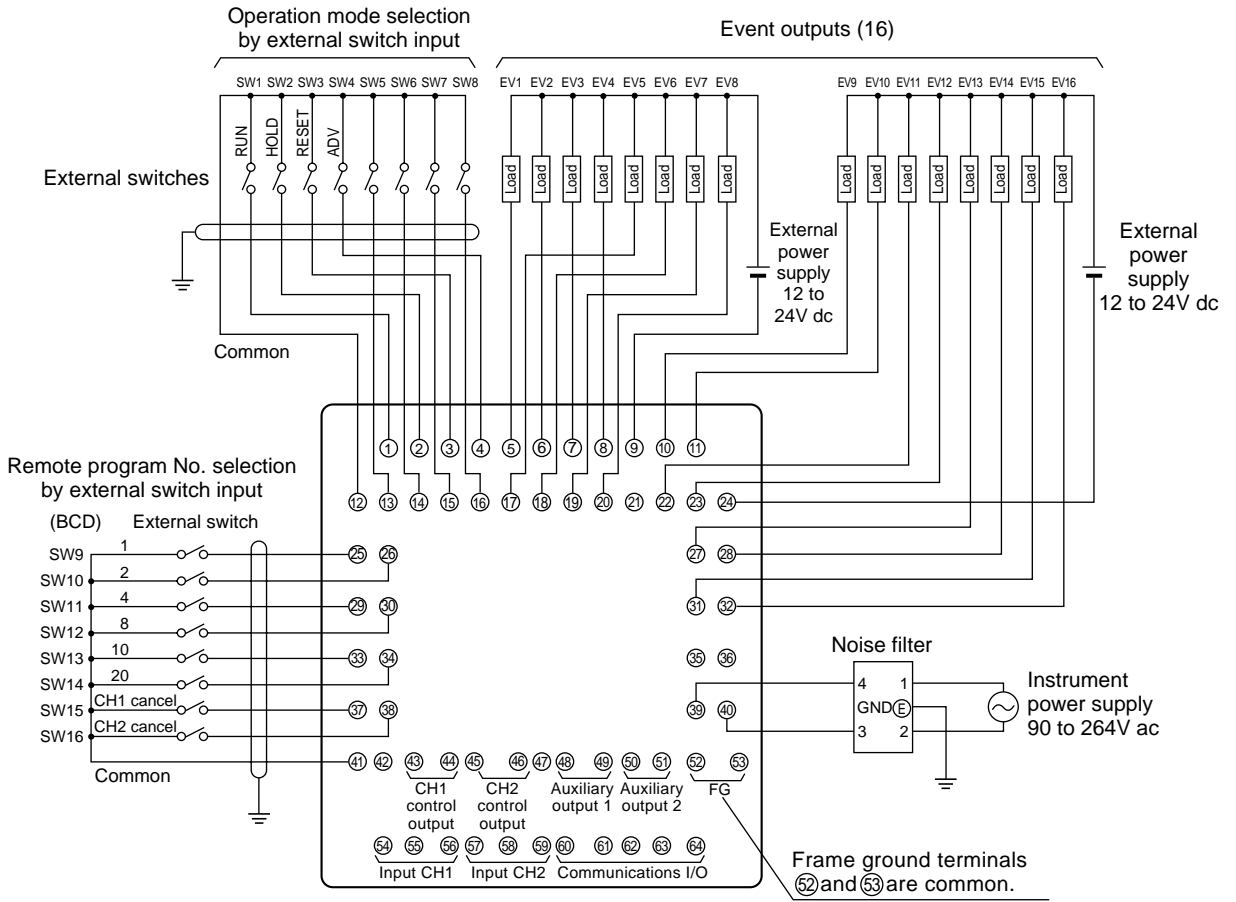 Operation mode selection
by external switch input
Event outputs (16)
SW1 SW2 SW3 SW4 SW5 SW6 SW7 SW8
EV1 EV2 EV3 EV4 EV5 EV6 EV7 EV8
EV9 EV10 EV11 EV12 EV13 EV14 EV15 EV16
RUN
HOLD
RESET
ADV
Load Load Load Load Load Load Load Load
Load Load Load Load Load Load Load Load
External switches
External
power
supply
12 to
24V dc
External
power
supply
12 to 24V dc
Common
1 2 3 4 5 6 7 8 9 10 11
12 13 14 15 16 17 18 19 20 21 22 23 24
Remote program No. selection
by external switch input
(BCD) External switch
SW9 1 25 26 27 28
SW10 2
SW11 4 29 30 31 32
SW12 8
SW13 10 33 34 35 36
SW14 20
SW15 CH1 cancel 37 38 39 40
SW16 CH2 cancel
Common
Noise filter
4 1
GND E
3 2
Instrument
power supply
90 to 264V ac
41 42 43 44 45 46 47 48 49 50 51 52 53
CH1
control
output
CH2
control
output
Auxiliary
output 1
Auxiliary
output 2
FG
54 55 56 57 58 59 60 61 62 63 64
Input CH1 Input CH2 Communications I/O
Frame ground terminals
52 and 53 are common.